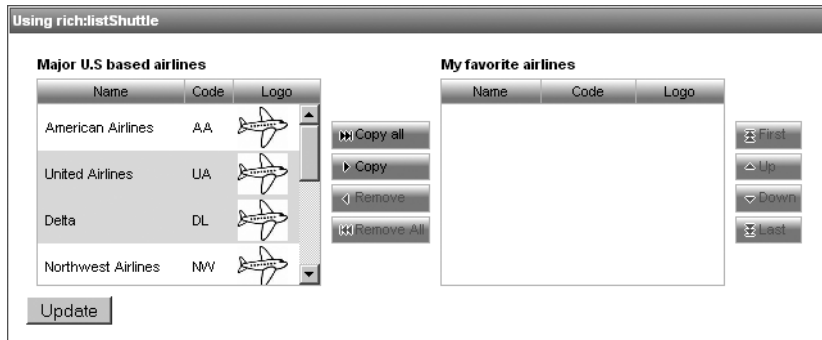 Using rich:listShuttle
Major U.S based airlines
My favorite airlines
Name Code Logo
Name Code Logo
American Airlines AA
United Airlines UA
Delta DL
Northwest Airlines NW
Copy all
Copy
Remove
Remove All
First
Up
Down
Last
Update